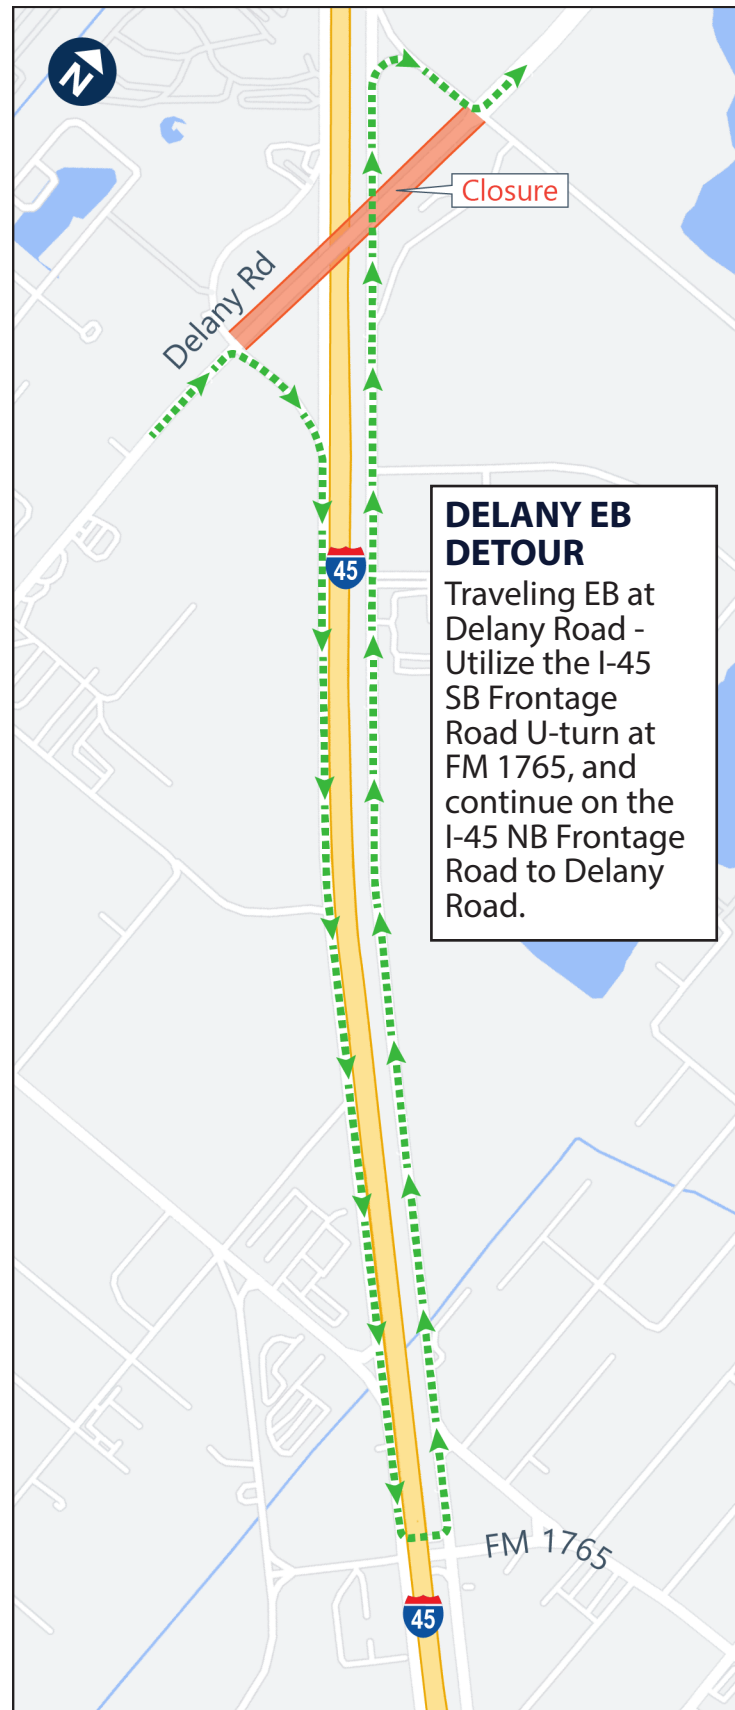 N
Closure
Delany Rd
DELANY EB
DETOUR
Traveling EB at
Delany Road -
Utilize the I-45
SB Frontage
Road U-turn at
FM 1765, and
continue on the
I-45 NB Frontage
Road to Delany
Road.
45
FM 1765
45